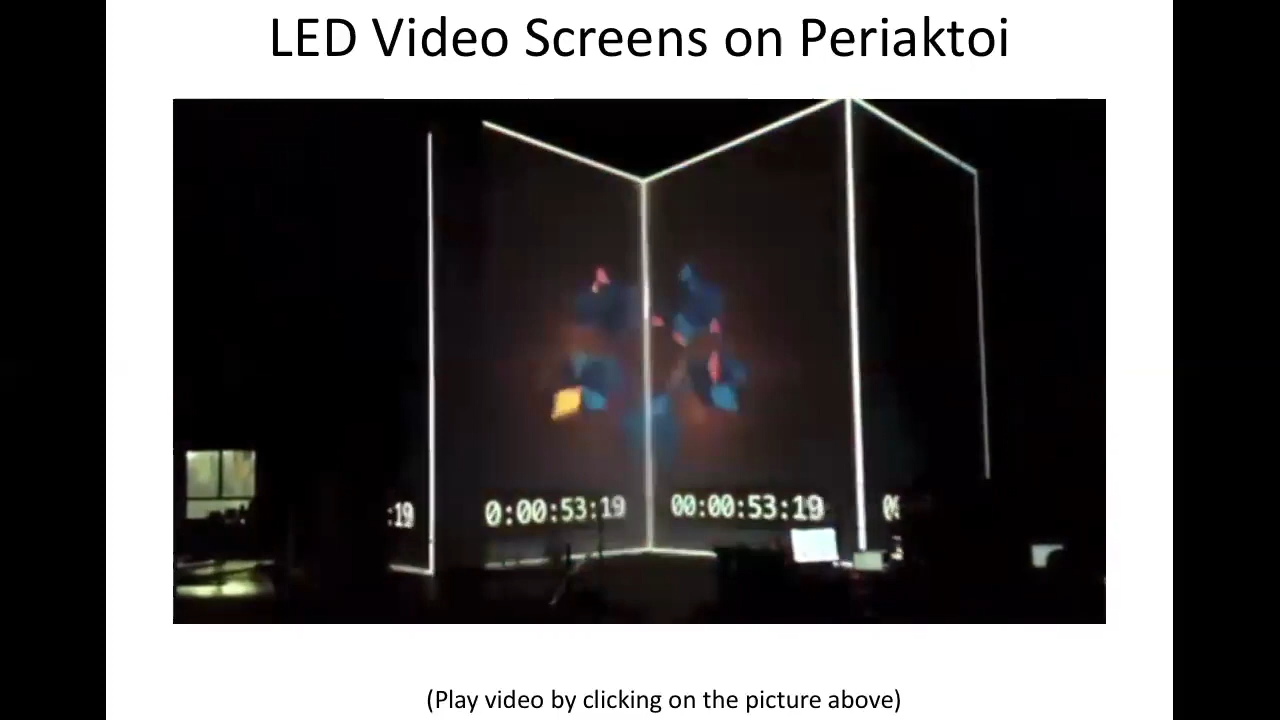 LED Video Screens on Periaktoi
:19 0:00:53:19 00:00:53:19
(Play video by clicking on the picture above)